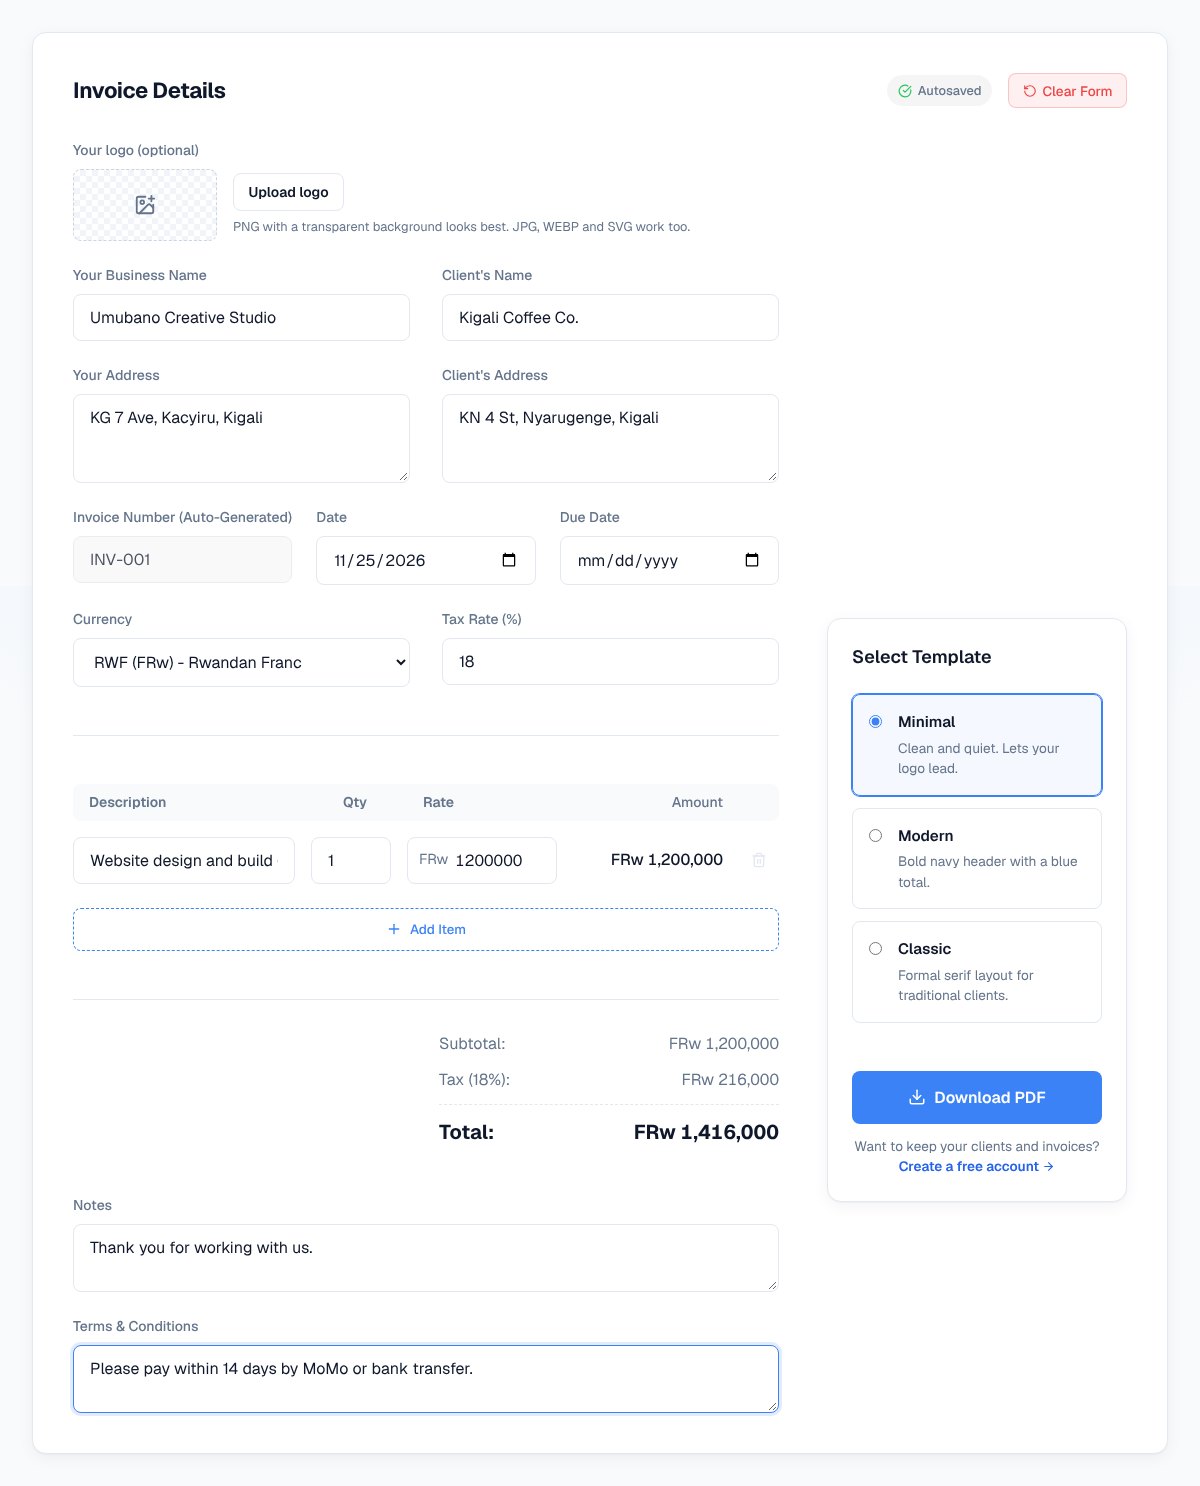 Invoice Details
Autosaved
Clear Form
Your logo (optional)
Upload logo
PNG with a transparent background looks best. JPG, WEBP and SVG work too.
Your Business Name
Client's Name
Umubano Creative Studio
Kigali Coffee Co.
Your Address
Client's Address
KG 7 Ave, Kacyiru, Kigali
KN 4 St, Nyarugenge, Kigali
Invoice Number (Auto-Generated)
Date
Due Date
INV-001
11/25/2026
mm/dd/yyyy
Currency
Tax Rate (%)
RWF (FRw) - Rwandan Franc
18
Description
Qty
Rate
Amount
Website design and build
1
FRw 1200000
FRw 1,200,000
+ Add Item
Subtotal:
FRw 1,200,000
Tax (18%):
FRw 216,000
Total:
FRw 1,416,000
Notes
Thank you for working with us.
Terms & Conditions
Please pay within 14 days by MoMo or bank transfer.
Select Template
Minimal
Clean and quiet. Lets your
logo lead.
Modern
Bold navy header with a blue
total.
Classic
Formal serif layout for
traditional clients.
Download PDF
Want to keep your clients and invoices?
Create a free account →